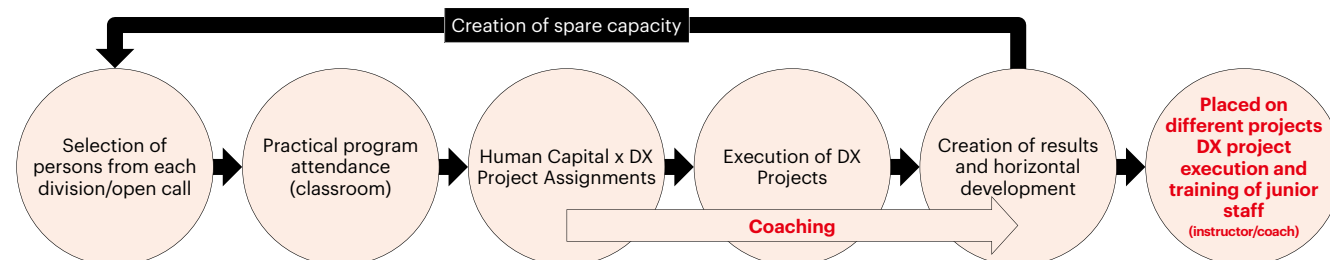 Creation of spare capacity
Selection of
persons from each
division/open call
Practical program
attendance
(classroom)
Human Capital x DX
Project Assignments
Execution of DX
Projects
Creation of results
and horizontal
development
Placed on
different projects
DX project
execution and
training of junior
staff
(instructor/coach)
Coaching